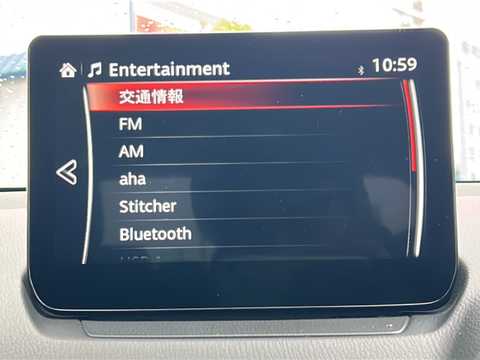 Entertainment 10:59
交通情報
FM
AM
aha
Stitcher
Bluetooth